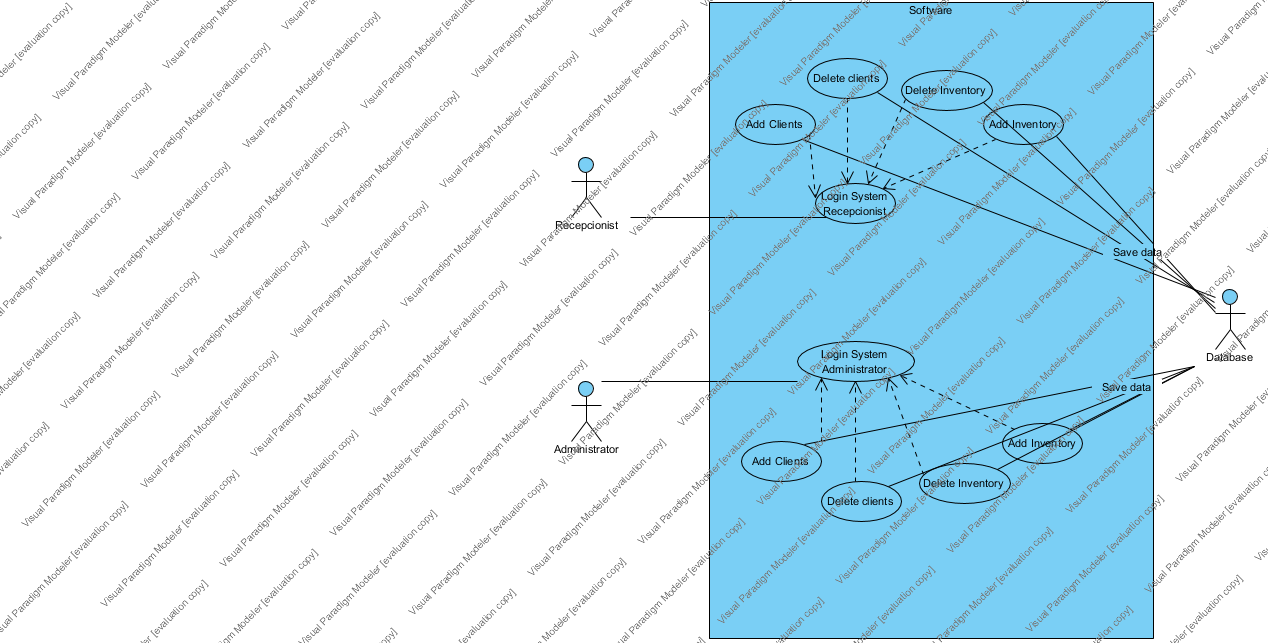 Software
Delete clients
Delete Inventory
Add Clients
Add Inventory
Login System
Recepcionist
Recepcionist
Save data
Database
Login System
Administrator
Save data
Administrator
Add Inventory
Add Clients
Delete Inventory
Delete clients
Visual Paradigm Modeler [evaluation copy]